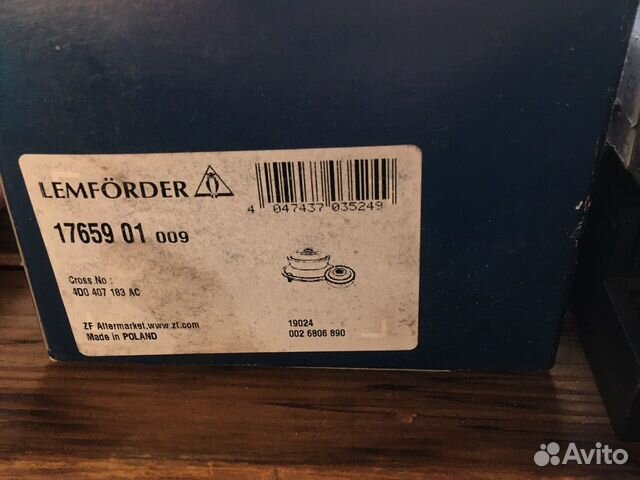 LEMFÖRDER
4 047437 035249
17659 01 009
Cross No :
4D0 407 183 AC
ZF Aftermarket,www.zf.com
Made in POLAND
19024
002 6806 890
Avito